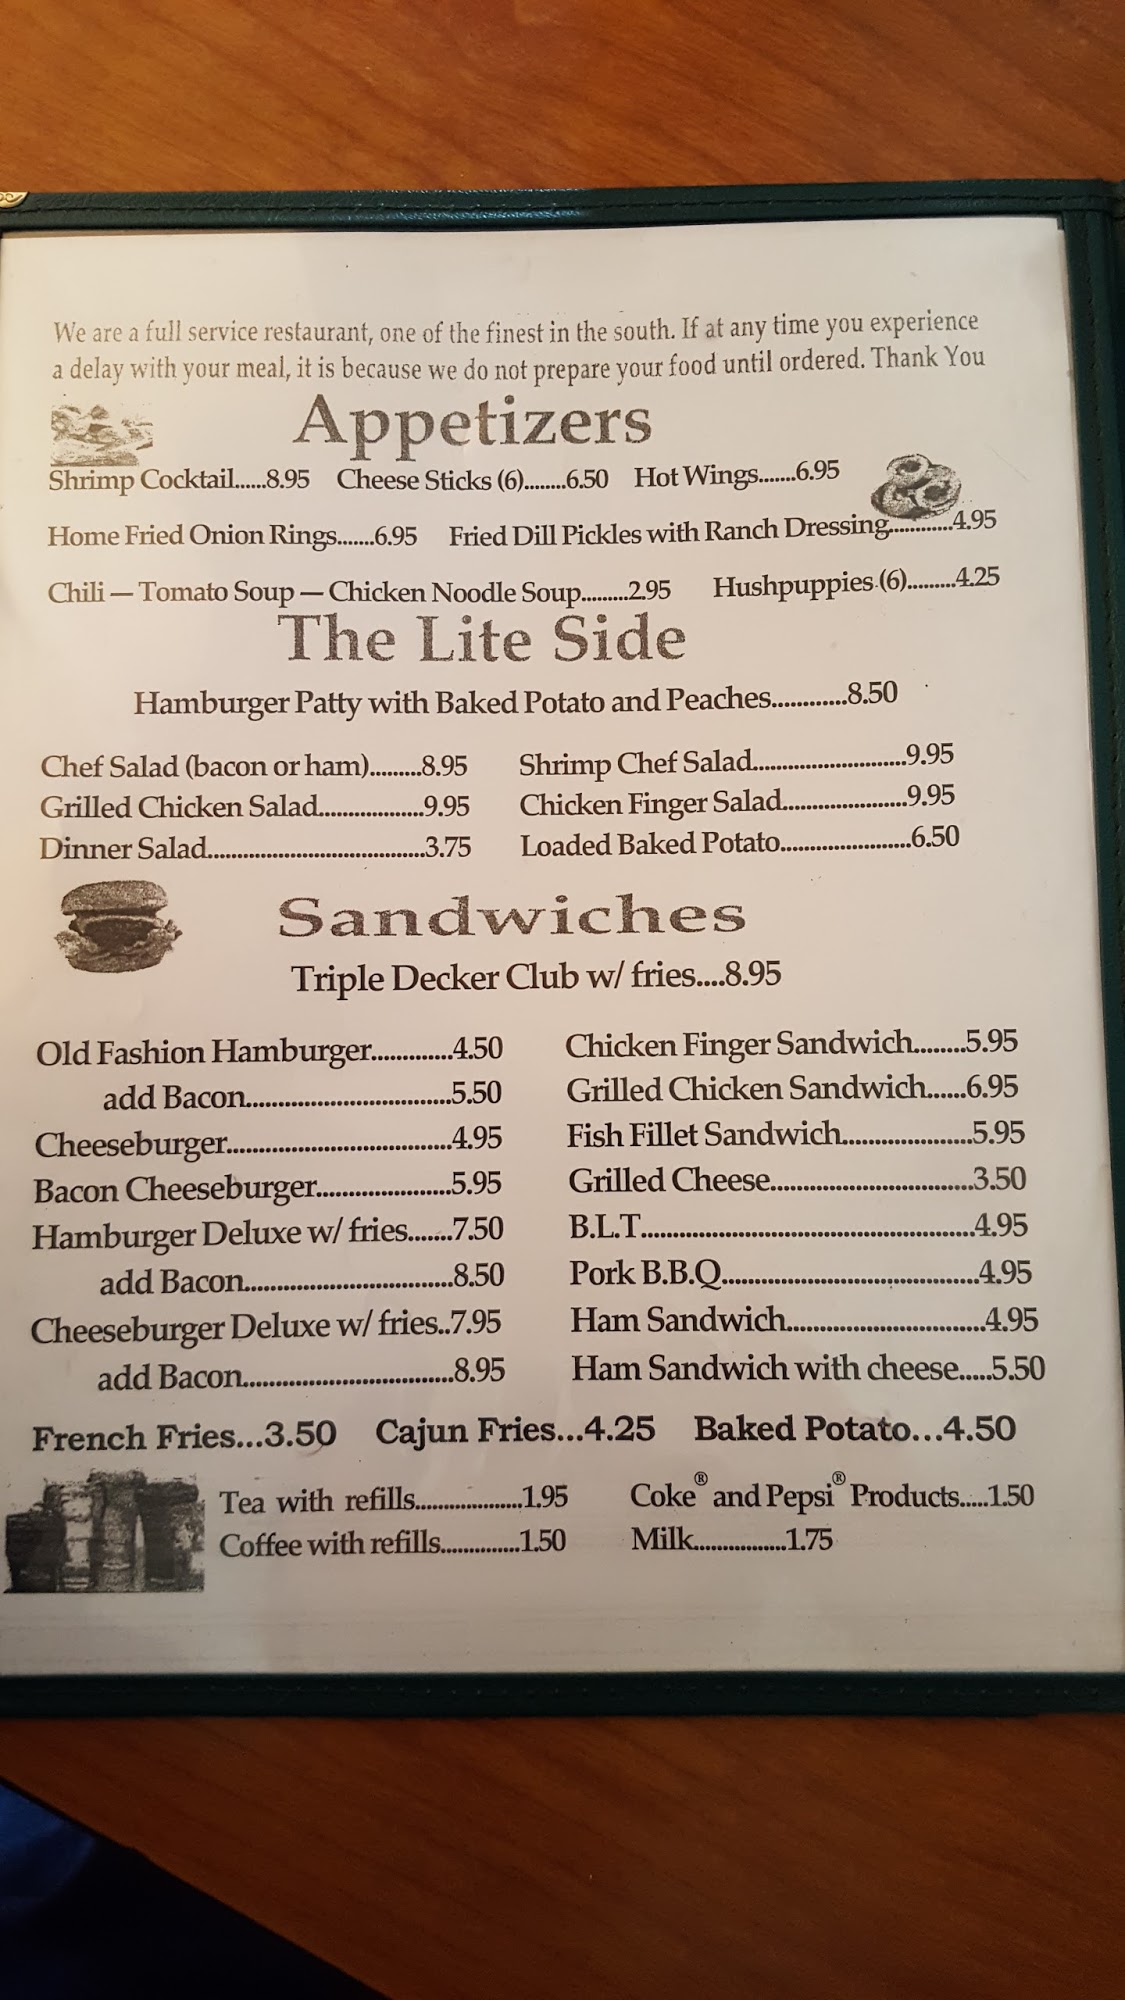 We are a full service restaurant, one of the finest in the south. If at any time you experience
a delay with your meal, it is because we do not prepare your food until ordered. Thank You
Appetizers
Shrimp Cocktail......8.95 Cheese Sticks (6)........6.50 Hot Wings.......6.95
Home Fried Onion Rings.......6.95 Fried Dill Pickles with Ranch Dressing............4.95
Chili — Tomato Soup — Chicken Noodle Soup.........2.95 Hushpuppies (6).........4.25
The Lite Side
Hamburger Patty with Baked Potato and Peaches............8.50
Chef Salad (bacon or ham).........8.95 Shrimp Chef Salad..........................9.95
Grilled Chicken Salad...................9.95 Chicken Finger Salad......................9.95
Dinner Salad.......................................3.75 Loaded Baked Potato.......................6.50
Sandwiches
Triple Decker Club w/ fries....8.95
Old Fashion Hamburger.............4.50 Chicken Finger Sandwich.........5.95
add Bacon..................................5.50 Grilled Chicken Sandwich......6.95
Cheeseburger.....................................4.95 Fish Fillet Sandwich......................5.95
Bacon Cheeseburger......................5.95 Grilled Cheese.................................3.50
Hamburger Deluxe w/ fries.......7.50 B.L.T.......................................................4.95
add Bacon...................................8.50 Pork B.B.Q..........................................4.95
Cheeseburger Deluxe w/ fries..7.95 Ham Sandwich.................................4.95
add Bacon...................................8.95 Ham Sandwich with cheese.....5.50
French Fries...3.50 Cajun Fries...4.25 Baked Potato...4.50
Tea with refills....................1.95 Coke® and Pepsi® Products.....1.50
Coffee with refills..............1.50 Milk.................1.75